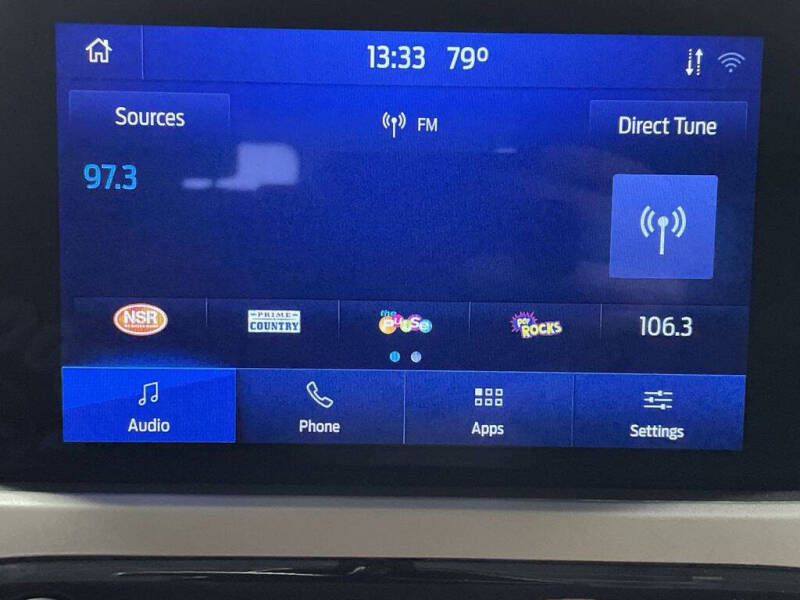 13:33 79°
Sources
FM
Direct Tune
97.3
NSR
PRIME
COUNTRY
the
Pulse
POP
ROCKS
106.3
Audio
Phone
Apps
Settings